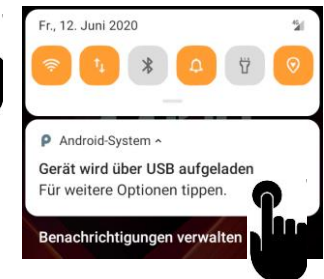 Fr., 12. Juni 2020
Android-System
Gerät wird über USB aufgeladen
Für weitere Optionen tippen.
Benachrichtigungen verwalten